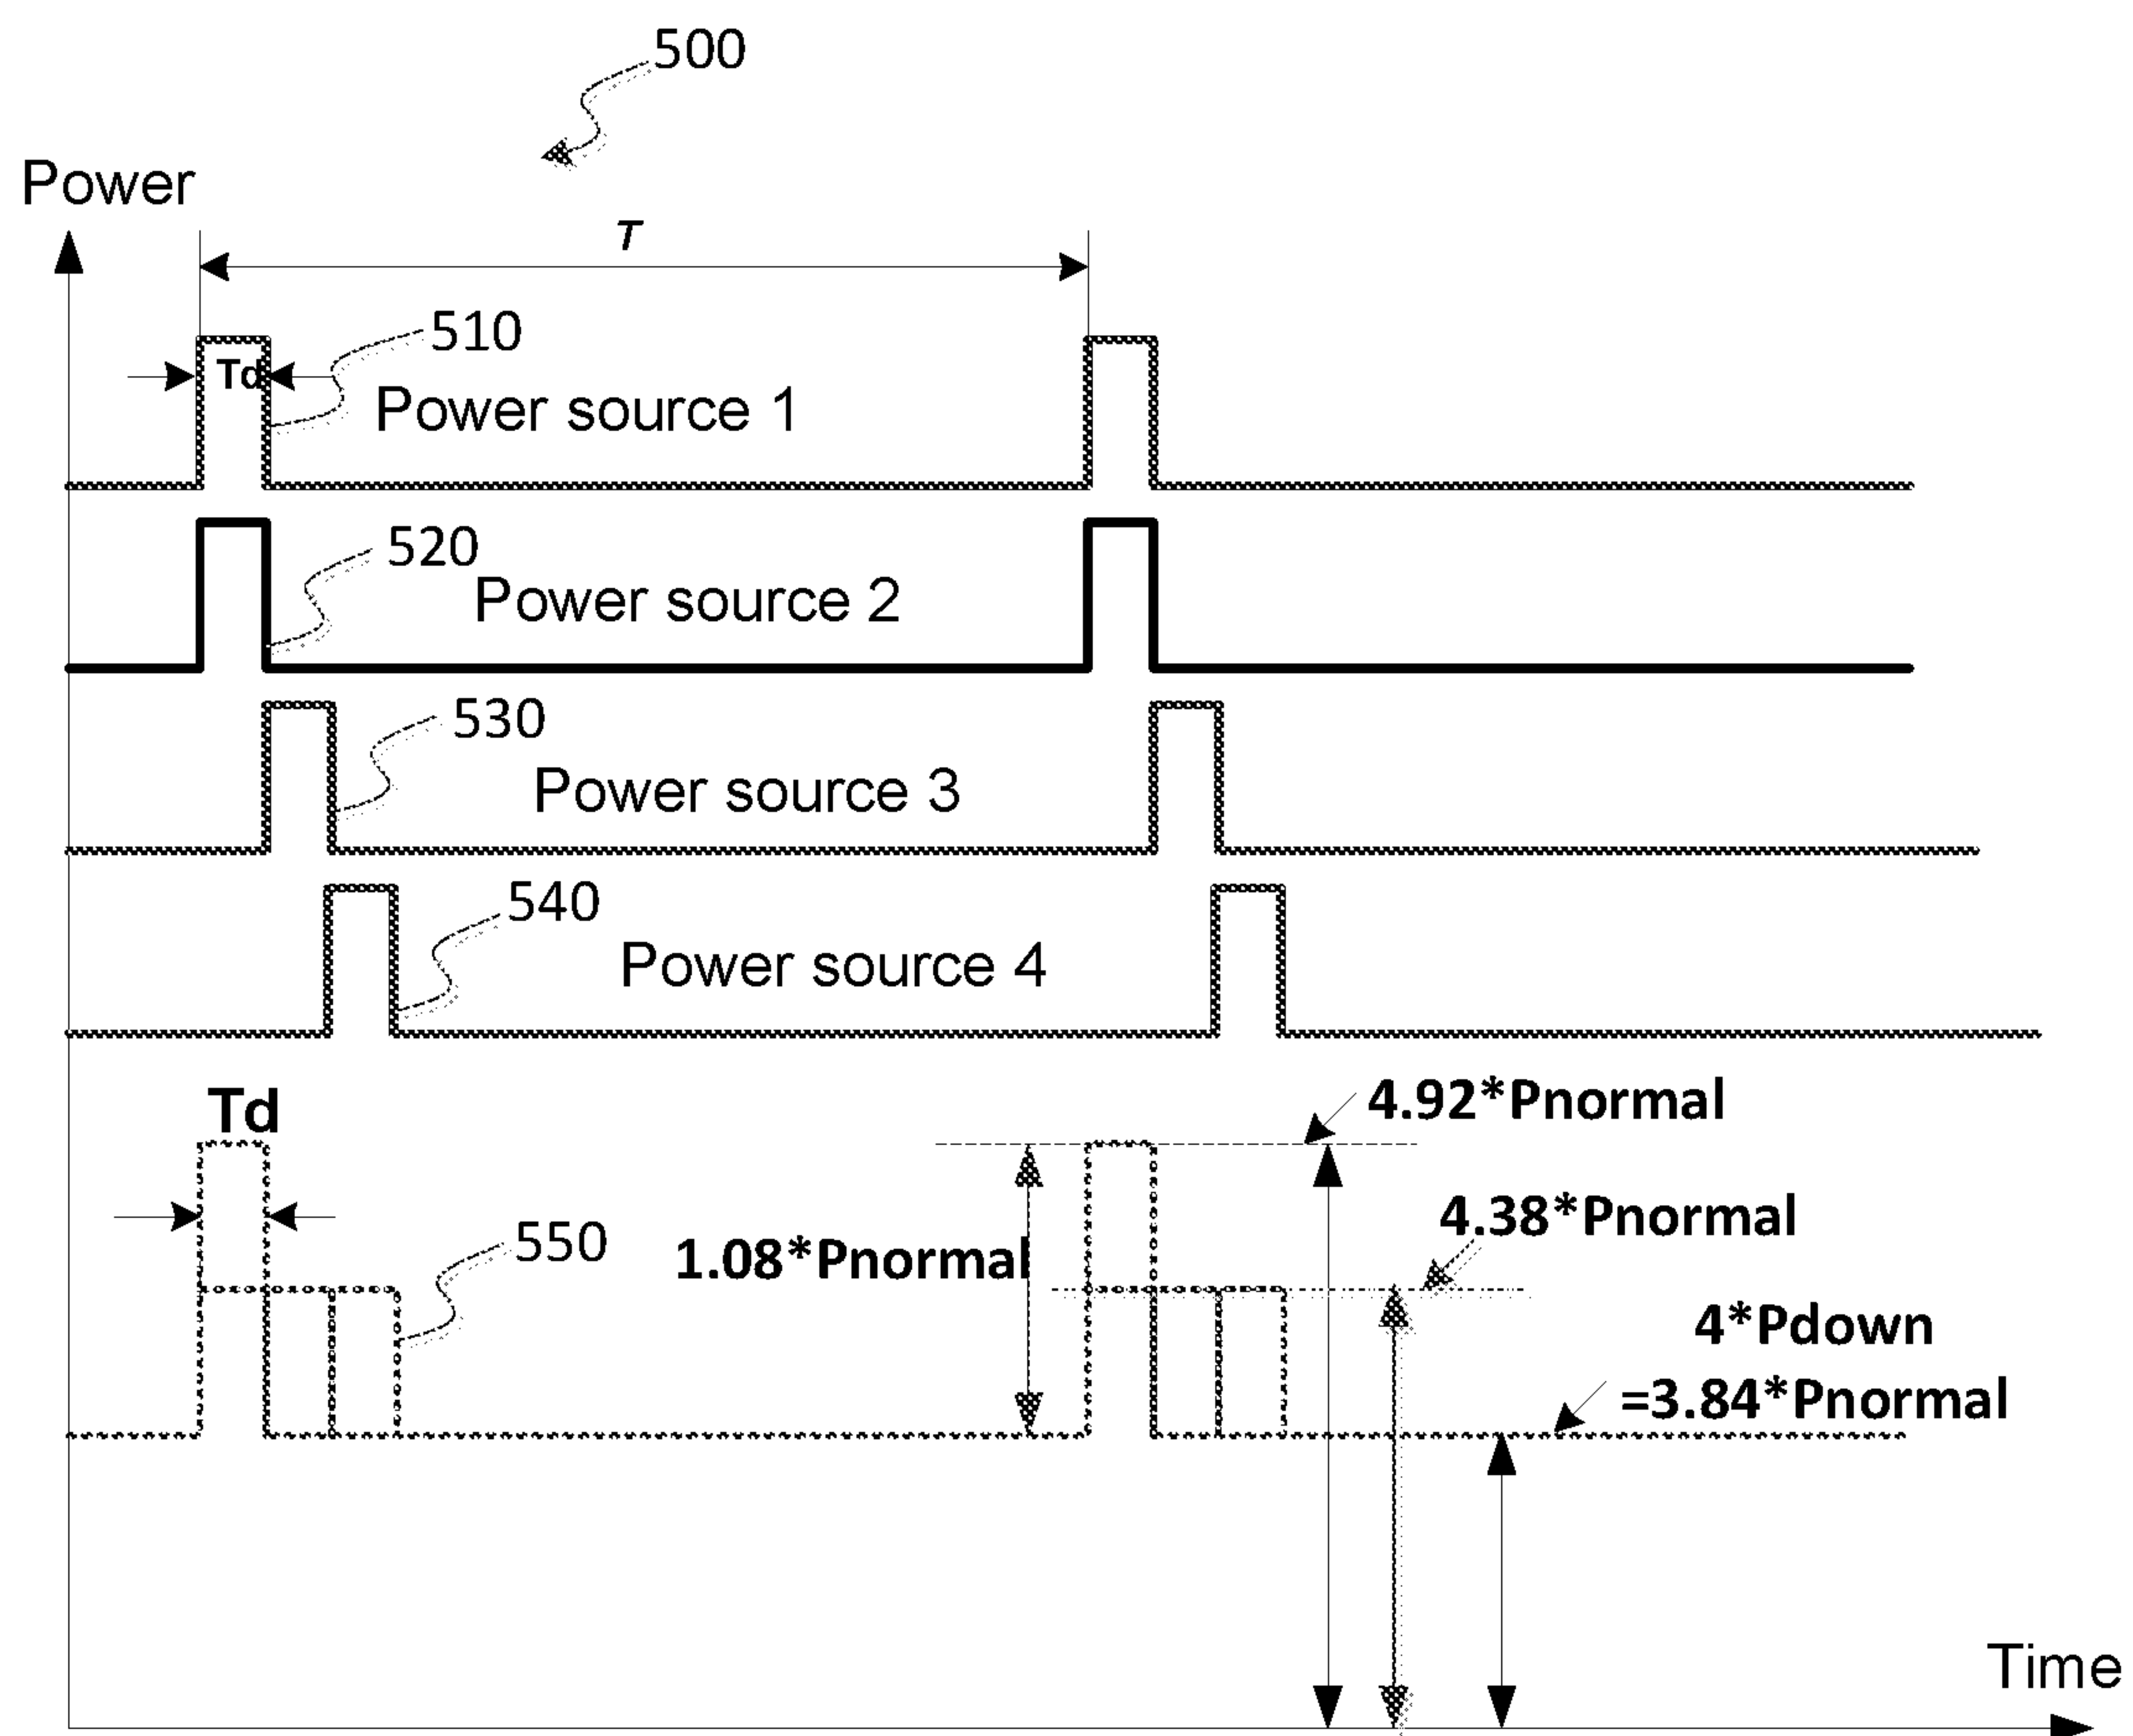 500
Power
T
510
Td
Power source 1
520
Power source 2
530
Power source 3
540
Power source 4
Td
4.92*Pnormal
4.38*Pnormal
550
1.08*Pnormal
4*Pdown
=3.84*Pnormal
Time